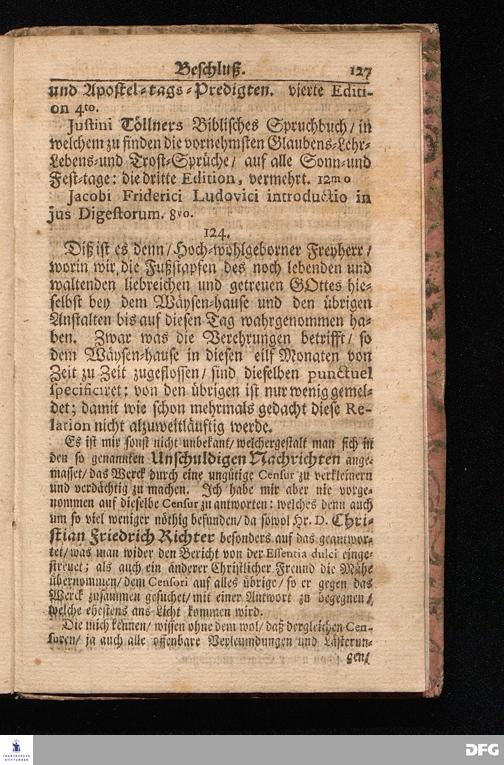 Beschluß. 127
und Apostel-tags-Predigten. vierte Editi-
on 4to.
Justini Töllners Biblisches Spruchbuch/ in
welchem zu finden die vornehmsten Glaubens-Lehr-
Lebens-und Trost-Sprüche/ auf alle Sonn-und
Fest-tage: die dritte Edition, vermehrt. 12mo
Jacobi Friderici Ludovici introductio in
jus Digestorum. 8vo.
124.
Diß ist es denn/ Hoch-wohlgeborner Freyherr/
worin wir die Fußstapfen des noch lebenden und
waltenden liebreichen und getreuen GOttes hie-
selbst bey dem Wäysen-hause und den übrigen
Anstalten bis auf diesen Tag wahrgenommen ha-
ben. Zwar was die Verehrungen betrifft/ so
dem Wäysen-hause in diesen eilf Monaten von
Zeit zu Zeit zugeflossen/ sind dieselben punctuel
specificiret; von den übrigen ist nur wenig gemel-
det; damit wie schon mehrmals gedacht diese Re-
lation nicht alzuweitläuftig werde.
Es ist mir sonst nicht unbekant/ welchergestalt man sich in
den so genannten Unschuldigen Nachrichten ange-
masset/ das Werck durch eine ungütige Censur zu verkleinern
und verdächtig zu machen. Ich habe mir aber nie vorge-
nommen auf dieselbe Censur zu antworten: welches denn auch
um so viel weniger nöthig befunden/ da sowol Hr. D. Chri-
stian Friedrich Richter besonders auf das geantwor-
tet/ was man wider den Bericht von der Essentia dulci einge-
streuet; als auch ein änderer Christlicher Freund die Mühe
übernommen/ dem Censori auf alles übrige/ so er gegen das
Werck zusammen gesuchet/ mit einer Antwort zu begegnen/
welche ehestens ans Licht kommen wird.
Die mich kennen/ wissen ohne dem wol/ daß dergleichen Cen-
suren/ ja auch alle offenbare Verleumdungen und Lästerun-
gen/
FRANCKESCHE
STIFTUNGEN
DFG